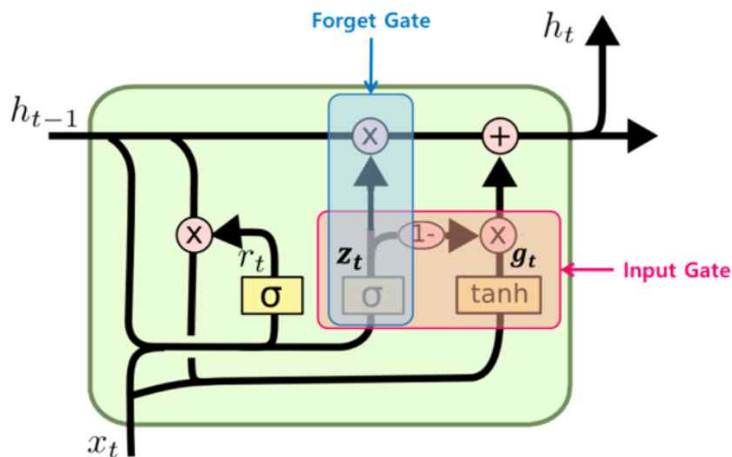 Forget Gate
h_t
h_{t-1}
x
+
x
r_t
z_t
1-
x
g_t
Input Gate
σ
σ
tanh
x_t